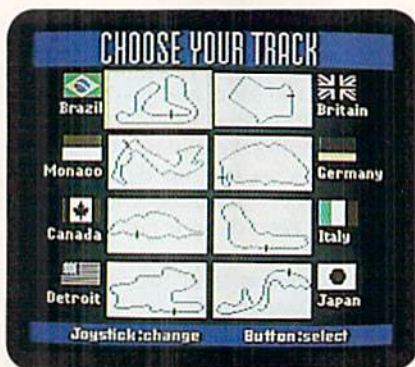 CHOOSE YOUR TRACK
Brazil
Britain
Monaco
Germany
Canada
Italy
Detroit
Japan
Joystick:change Button:select